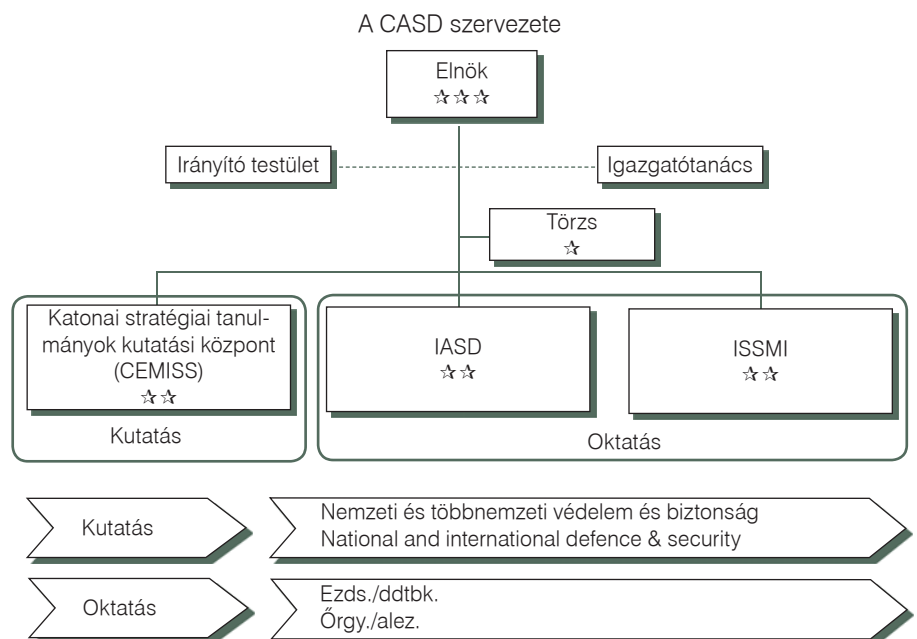 A CASD szervezete
Elnök
☆☆☆
Irányító testület
Igazgatótanács
Törzs
☆
Katonai stratégiai tanul-
mányok kutatási központ
(CEMISS)
☆☆
IASD
☆☆
ISSMI
☆☆
Kutatás
Oktatás
Kutatás
Nemzeti és többnemzeti védelem és biztonság
National and international defence & security
Oktatás
Ezds./ddtbk.
Őrgy./alez.